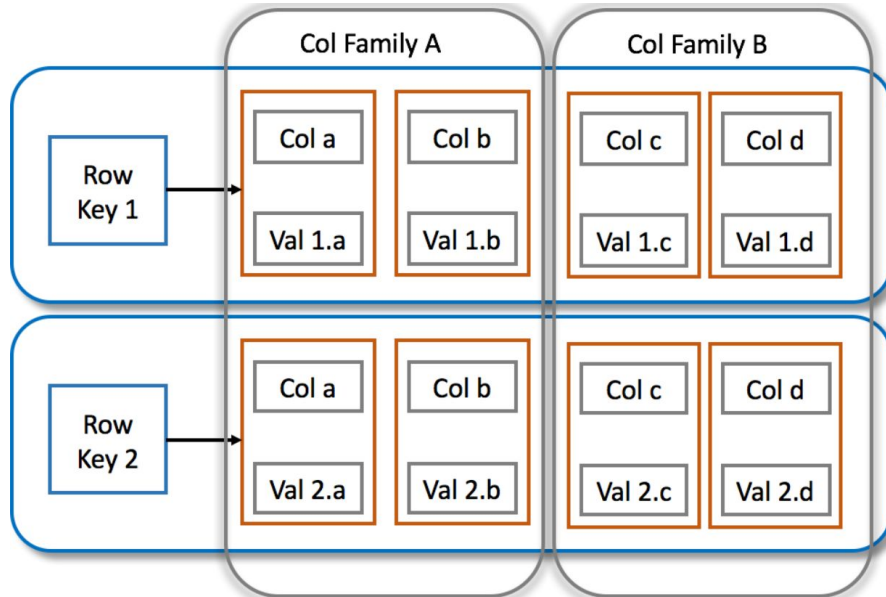 Col Family A
Col Family B
Row
Key 1
Col a
Col b
Col c
Col d
Val 1.a
Val 1.b
Val 1.c
Val 1.d
Row
Key 2
Col a
Col b
Col c
Col d
Val 2.a
Val 2.b
Val 2.c
Val 2.d